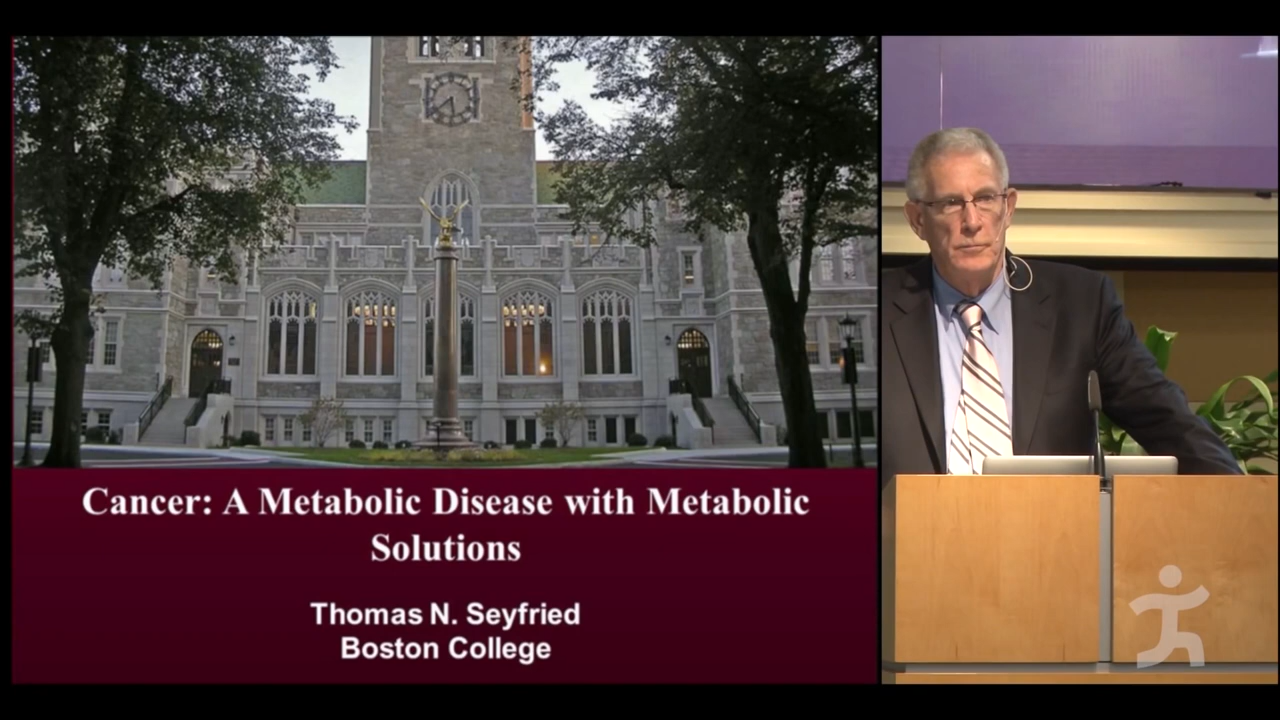 Cancer: A Metabolic Disease with Metabolic
Solutions
Thomas N. Seyfried
Boston College